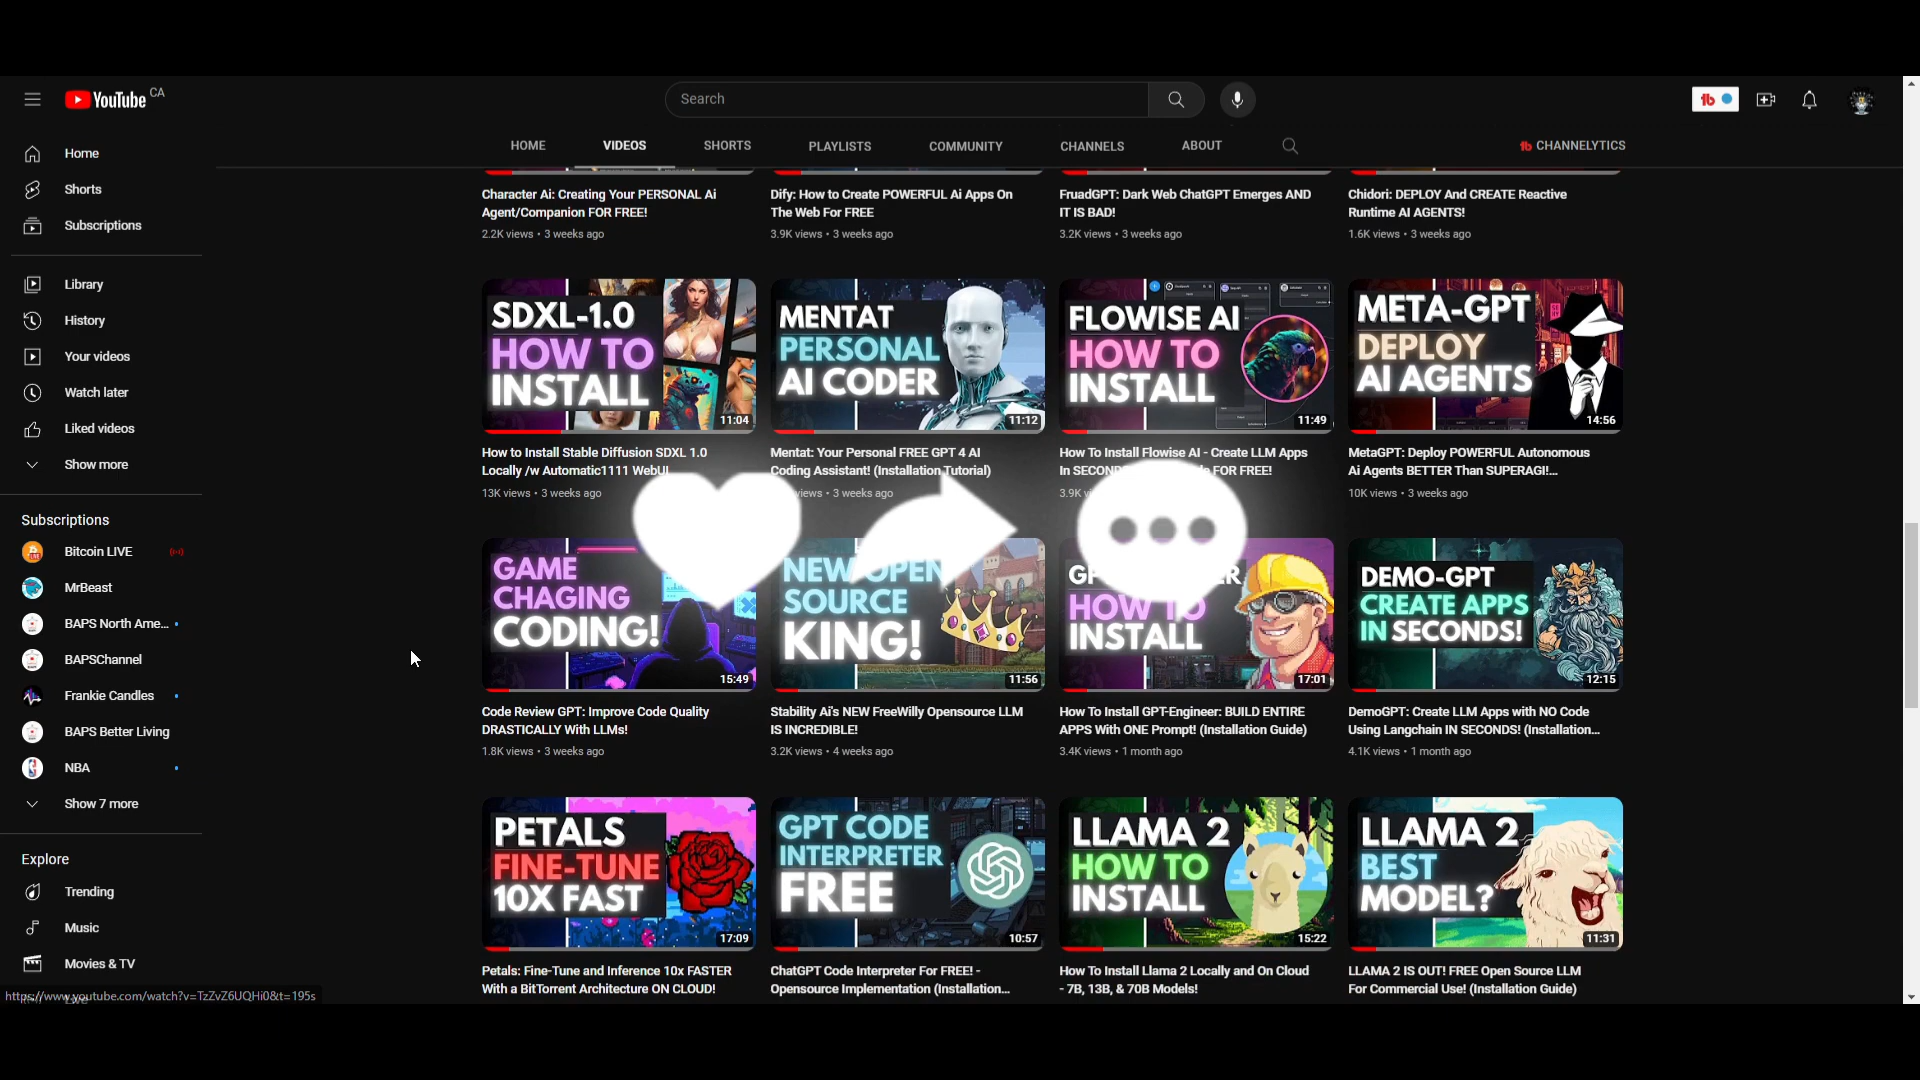 YouTube CA
Search
HOME
VIDEOS
SHORTS
PLAYLISTS
COMMUNITY
CHANNELS
ABOUT
CHANNELYTICS
Home
Shorts
Subscriptions
Library
History
Your videos
Watch later
Liked videos
Show more
Subscriptions
Bitcoin LIVE
MrBeast
BAPS North Ame...
BAPSChannel
Frankie Candles
BAPS Better Living
NBA
Show 7 more
Explore
Trending
Music
Movies & TV
https://www.youtube.com/watch?v=TzZvZ6UQHi0&t=195s
Character Ai: Creating Your PERSONAL Ai
Agent/Companion FOR FREE!
2.2K views • 3 weeks ago
Dify: How to Create POWERFUL Ai Apps On
The Web For FREE
3.9K views • 3 weeks ago
FruadGPT: Dark Web ChatGPT Emerges AND
IT IS BAD!
3.2K views • 3 weeks ago
Chidori: DEPLOY And CREATE Reactive
Runtime AI AGENTS!
1.6K views • 3 weeks ago
SDXL-1.0
HOW TO
INSTALL
11:04
How to Install Stable Diffusion SDXL 1.0
Locally /w Automatic1111 WebUI
13K views • 3 weeks ago
MENTAT
PERSONAL
AI CODER
11:12
Mentat: Your Personal FREE GPT 4 AI
Coding Assistant! (Installation Tutorial)
views • 3 weeks ago
FLOWISE AI
HOW TO
INSTALL
11:49
How To Install Flowise AI - Create LLM Apps
In FOR FREE!
3.9K
META-GPT
DEPLOY
AI AGENTS
14:56
MetaGPT: Deploy POWERFUL Autonomous
Ai Agents BETTER Than SUPERAGI!...
10K views • 3 weeks ago
GAME
CHAGING
CODING!
15:49
Code Review GPT: Improve Code Quality
DRASTICALLY With LLMs!
1.8K views • 3 weeks ago
NEW OPEN
SOURCE
KING!
11:56
Stability Ai's NEW FreeWilly Opensource LLM
IS INCREDIBLE!
3.2K views • 4 weeks ago
HOW TO
INSTALL
17:01
How To Install GPT-Engineer: BUILD ENTIRE
APPS With ONE Prompt! (Installation Guide)
3.4K views • 1 month ago
DEMO-GPT
CREATE APPS
IN SECONDS!
12:15
DemoGPT: Create LLM Apps with NO Code
Using Langchain IN SECONDS! (Installation...
4.1K views • 1 month ago
PETALS
FINE-TUNE
10X FAST
17:09
Petals: Fine-Tune and Inference 10x FASTER
With a BitTorrent Architecture ON CLOUD!
GPT CODE
INTERPRETER
FREE
10:57
ChatGPT Code Interpreter For FREE! -
Opensource Implementation (Installation...
LLAMA 2
HOW TO
INSTALL
15:22
How To Install Llama 2 Locally and On Cloud
- 7B, 13B, & 70B Models!
LLAMA 2
BEST
MODEL?
11:31
LLAMA 2 IS OUT! FREE Open Source LLM
For Commercial Use! (Installation Guide)